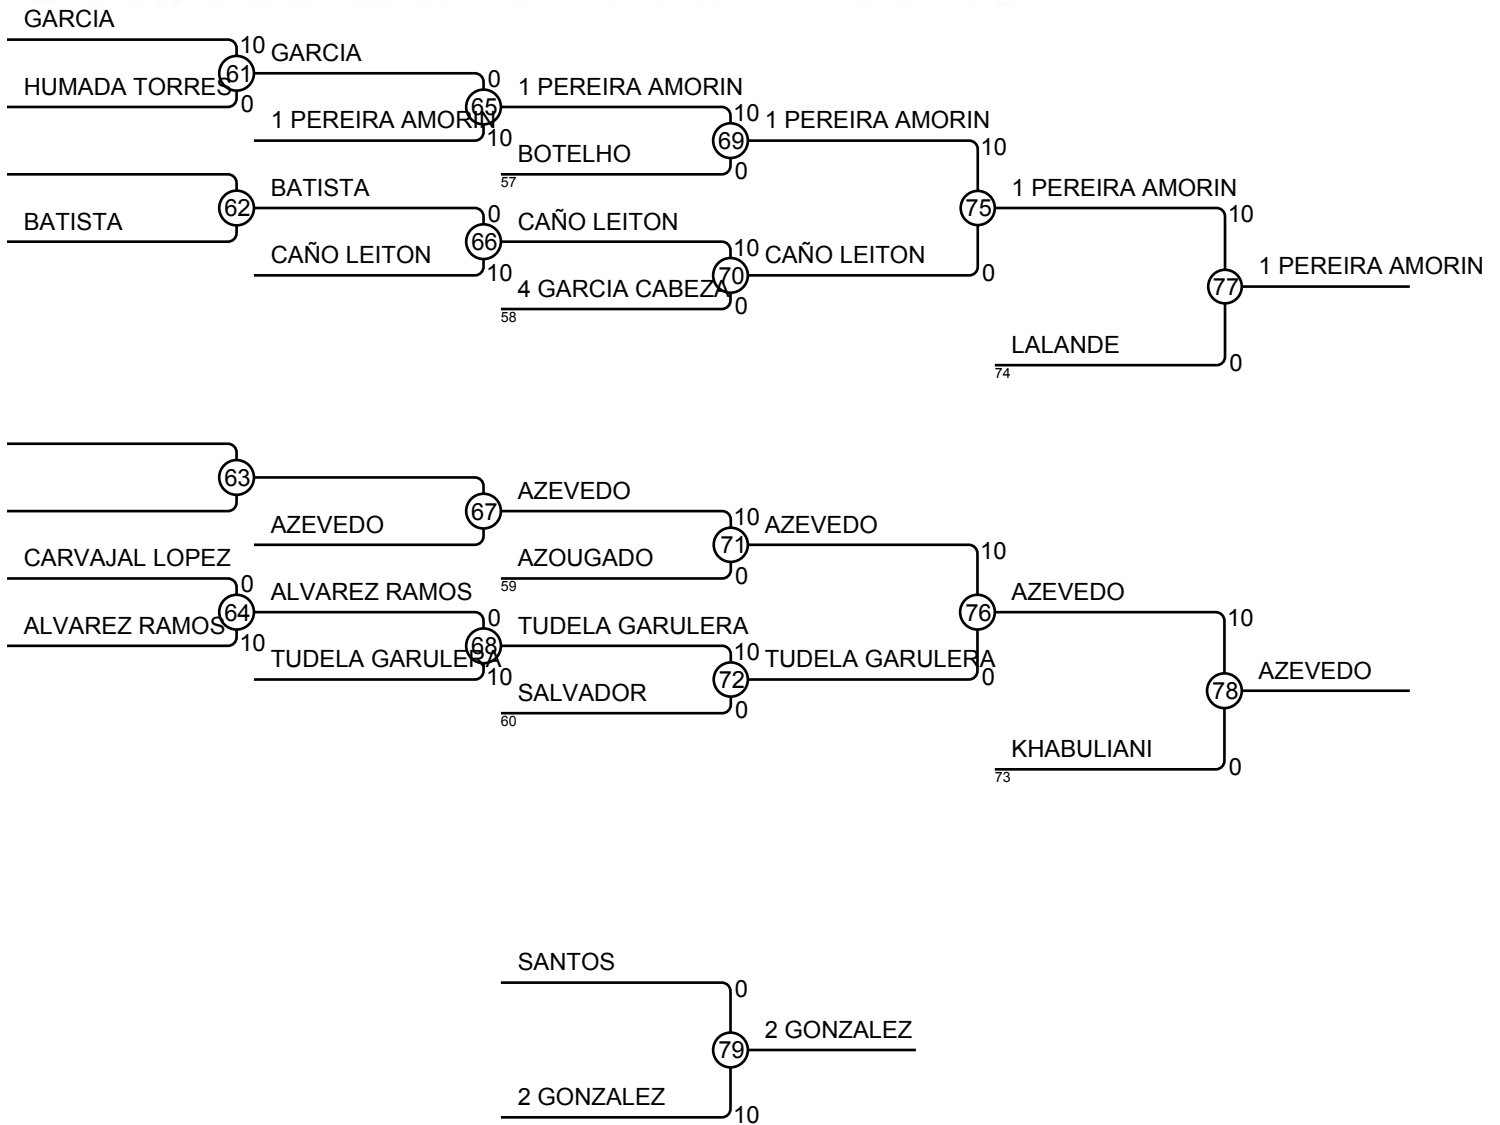 GARCIA
10
GARCIA
61
0
HUMADA TORRES
1 PEREIRA AMORIN
0
65
0
10
1 PEREIRA AMORIN
10
1 PEREIRA AMORIN
69
10
BOTELHO
57
0
BATISTA
62
1 PEREIRA AMORIN
75
10
BATISTA
0
CAÑO LEITON
66
CAÑO LEITON
10
10
CAÑO LEITON
70
0
1 PEREIRA AMORIN
77
4 GARCIA CABEZA
58
0
LALANDE
74
0
63
AZEVEDO
67
AZEVEDO
10
AZEVEDO
71
10
CARVAJAL LOPEZ
0
AZOUGADO
59
0
ALVAREZ RAMOS
64
0
AZEVEDO
76
10
ALVAREZ RAMOS
10
TUDELA GARULERA
68
TUDELA GARULERA
10
10
TUDELA GARULERA
72
0
AZEVEDO
78
SALVADOR
60
0
KHABULIANI
73
0
SANTOS
0
2 GONZALEZ
79
2 GONZALEZ
10